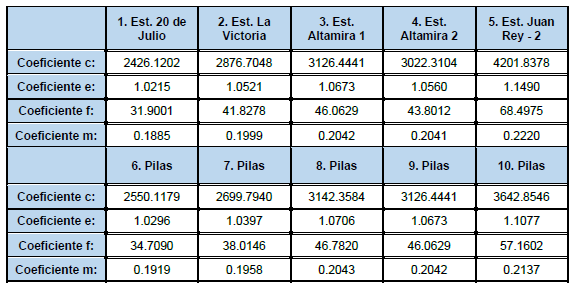 1. Est. 20 de Julio 2. Est. La Victoria 3. Est. Altamira 1 4. Est. Altamira 2 5. Est. Juan Rey - 2
Coeficiente c: 2426.1202 2876.7048 3126.4441 3022.3104 4201.8378
Coeficiente e: 1.0215 1.0521 1.0673 1.0560 1.1490
Coeficiente f: 31.9001 41.8278 46.0629 43.8012 68.4975
Coeficiente m: 0.1885 0.1999 0.2042 0.2041 0.2220
6. Pilas 7. Pilas 8. Pilas 9. Pilas 10. Pilas
Coeficiente c: 2550.1179 2699.7940 3142.3584 3126.4441 3642.8546
Coeficiente e: 1.0296 1.0397 1.0706 1.0673 1.1077
Coeficiente f: 34.7090 38.0146 46.7820 46.0629 57.1602
Coeficiente m: 0.1919 0.1958 0.2043 0.2042 0.2137